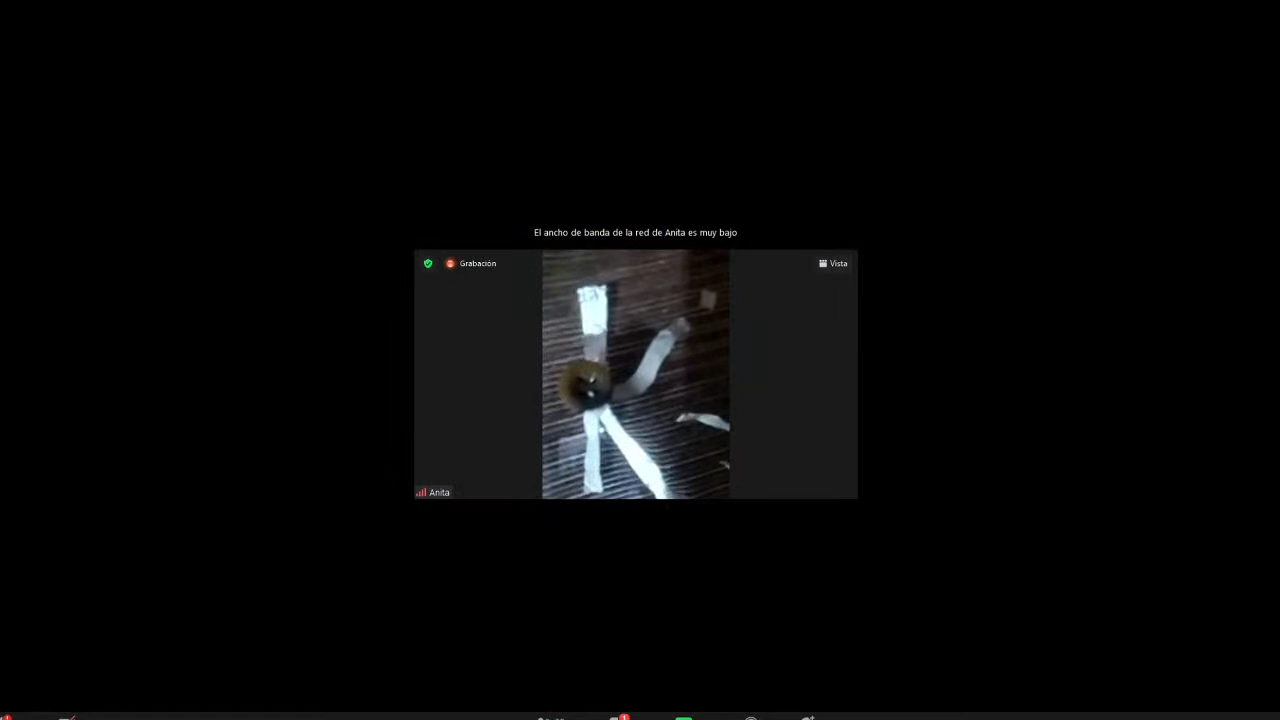 El ancho de banda de la red de Anita es muy bajo
Grabación
Vista
Anita